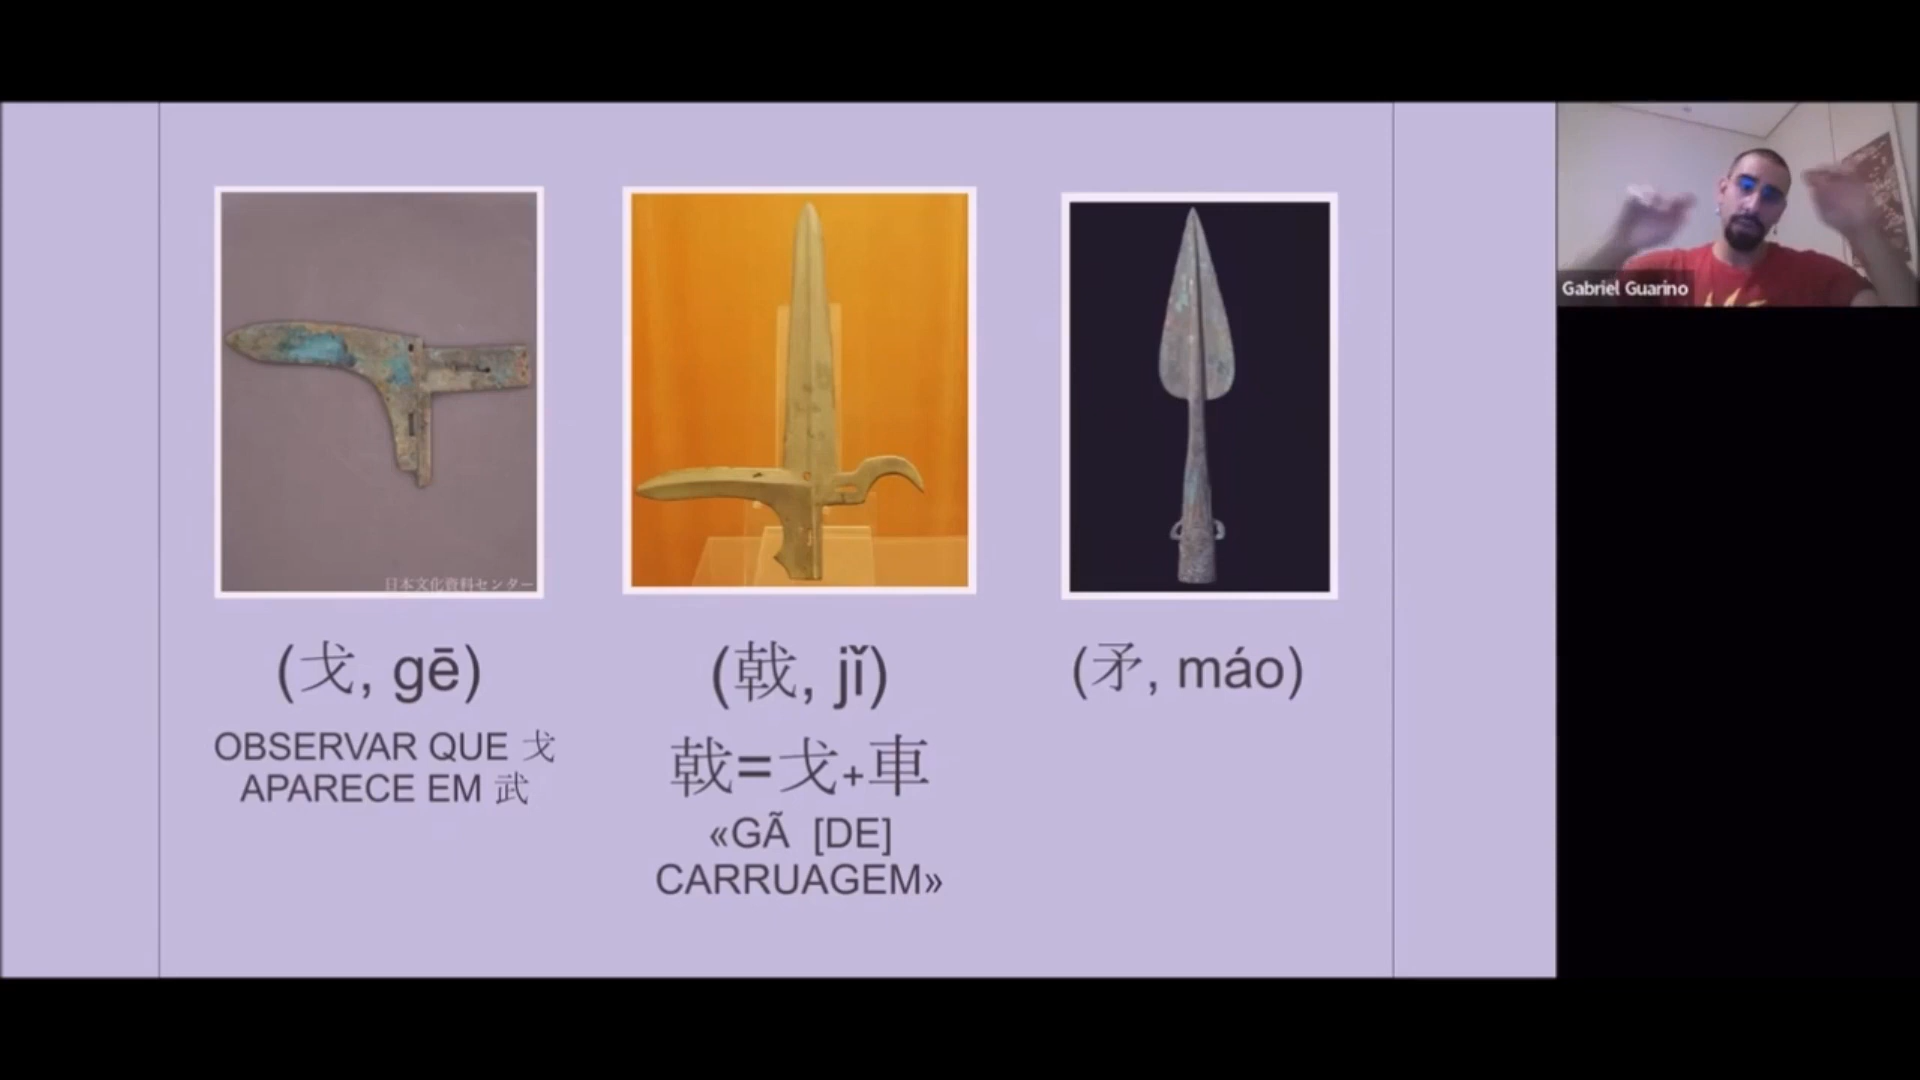 Gabriel Guarino
日本文化資料センター
(戈, gē)
OBSERVAR QUE 戈
APARECE EM 武
(戟, jǐ)
戟=戈+車
«GÃ [DE]
CARRUAGEM»
(矛, máo)